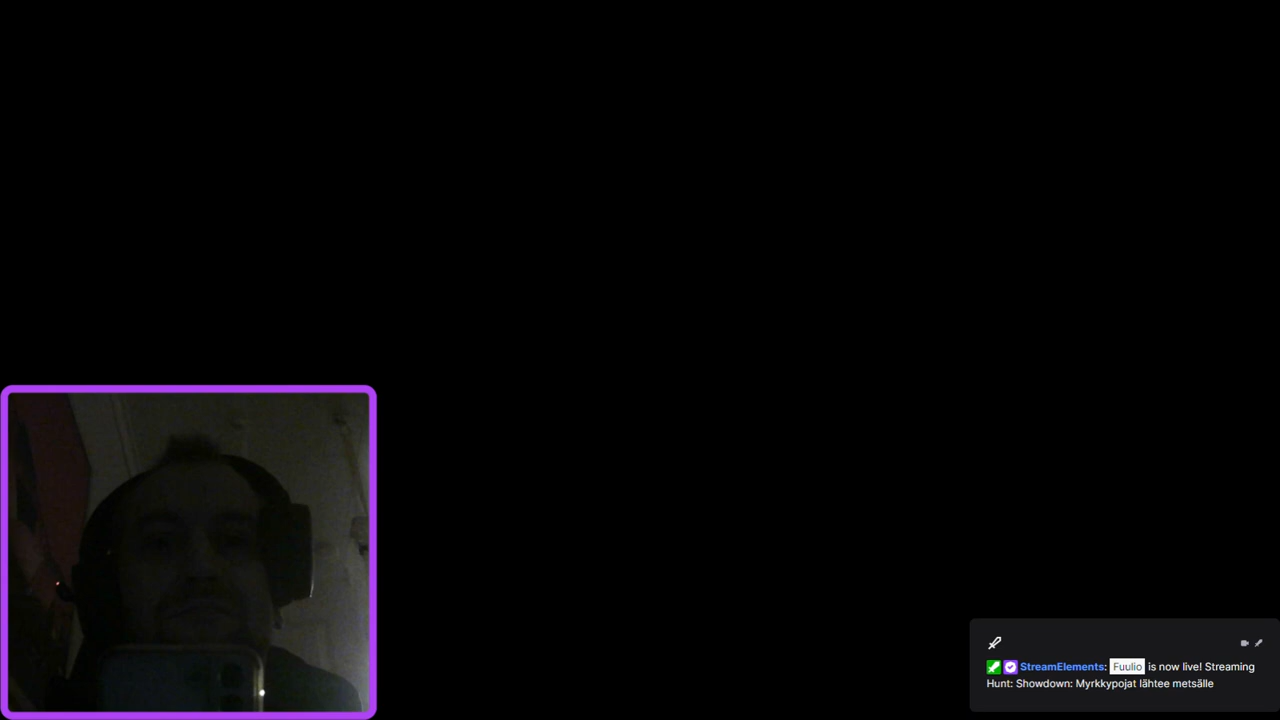 StreamElements: Fuulio is now live! Streaming
Hunt: Showdown: Myrkkypojat lähtee metsälle